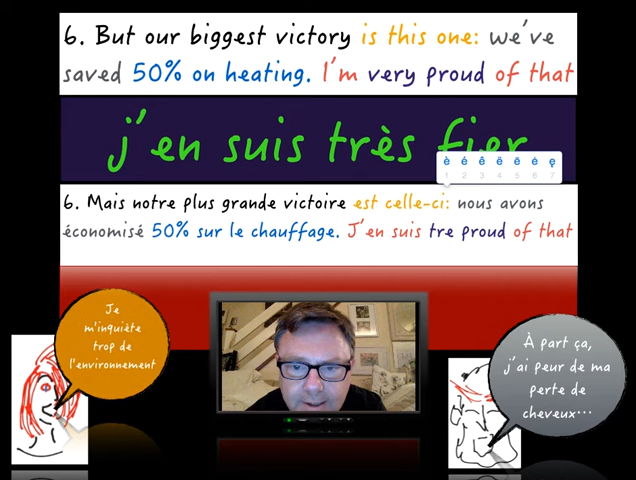 6. But our biggest victory is this one: we've
saved 50% on heating. I'm very proud of that
j'en suis très fier
è é ê ë ē ė ę
1 2 3 4 5 6 7
6. Mais notre plus grande victoire est celle-ci: nous avons
économisé 50% sur le chauffage. J'en suis tre proud of that
Je
m'inquiète
trop de
l'environnement
À part ça,
j'ai peur de ma
perte de
cheveux...